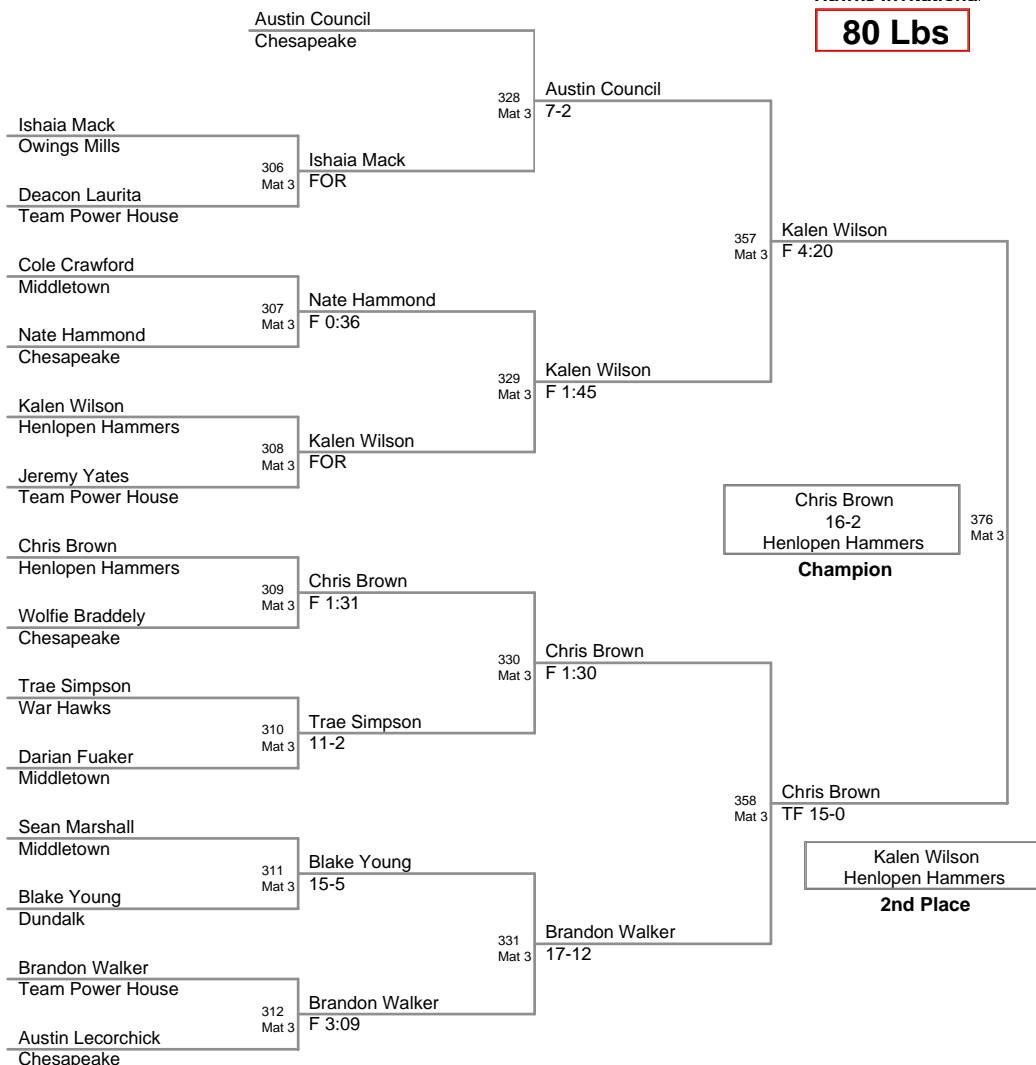 80 Lbs
Austin Council
Chesapeake
328
Mat 3
Austin Council
7-2
Ishaia Mack
Owings Mills
306
Mat 3
Ishaia Mack
FOR
Deacon Laurita
Team Power House
357
Mat 3
Kalen Wilson
F 4:20
Cole Crawford
Middletown
307
Mat 3
Nate Hammond
F 0:36
Nate Hammond
Chesapeake
329
Mat 3
Kalen Wilson
F 1:45
Kalen Wilson
Henlopen Hammers
308
Mat 3
Kalen Wilson
FOR
Jeremy Yates
Team Power House
Chris Brown
16-2
Henlopen Hammers
Champion
376
Mat 3
Chris Brown
Henlopen Hammers
309
Mat 3
Chris Brown
F 1:31
Wolfie Braddely
Chesapeake
330
Mat 3
Chris Brown
F 1:30
Trae Simpson
War Hawks
310
Mat 3
Trae Simpson
11-2
Darian Fuaker
Middletown
358
Mat 3
Chris Brown
TF 15-0
Sean Marshall
Middletown
311
Mat 3
Blake Young
15-5
Blake Young
Dundalk
Kalen Wilson
Henlopen Hammers
2nd Place
331
Mat 3
Brandon Walker
17-12
Brandon Walker
Team Power House
312
Mat 3
Brandon Walker
F 3:09
Austin Lecorchick
Chesapeake